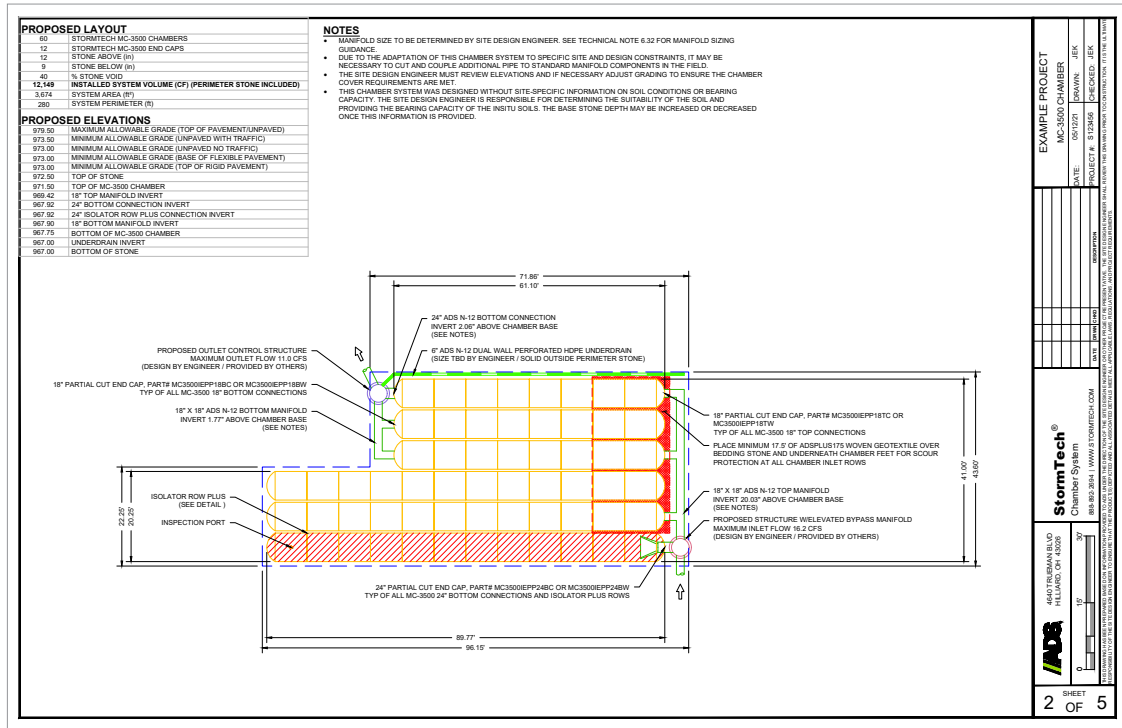 PROPOSED LAYOUT
60 STORMTECH MC-3500 CHAMBERS
12 STORMTECH MC-3500 END CAPS
12 STONE ABOVE (in)
9 STONE BELOW (in)
40 % STONE VOID
12,149 INSTALLED SYSTEM VOLUME (CF) (PERIMETER STONE INCLUDED)
3,674 SYSTEM AREA (ft²)
280 SYSTEM PERIMETER (ft)
PROPOSED ELEVATIONS
979.50 MAXIMUM ALLOWABLE GRADE (TOP OF PAVEMENT/UNPAVED)
973.50 MINIMUM ALLOWABLE GRADE (UNPAVED WITH TRAFFIC)
973.00 MINIMUM ALLOWABLE GRADE (UNPAVED NO TRAFFIC)
973.00 MINIMUM ALLOWABLE GRADE (BASE OF FLEXIBLE PAVEMENT)
973.00 MINIMUM ALLOWABLE GRADE (TOP OF RIGID PAVEMENT)
972.50 TOP OF STONE
971.50 TOP OF MC-3500 CHAMBER
969.42 18" TOP MANIFOLD INVERT
967.92 24" BOTTOM CONNECTION INVERT
967.92 24" ISOLATOR ROW PLUS CONNECTION INVERT
967.90 18" BOTTOM MANIFOLD INVERT
967.75 BOTTOM OF MC-3500 CHAMBER
967.00 UNDERDRAIN INVERT
967.00 BOTTOM OF STONE
NOTES
• MANIFOLD SIZE TO BE DETERMINED BY SITE DESIGN ENGINEER. SEE TECHNICAL NOTE 6.32 FOR MANIFOLD SIZING
GUIDANCE.
• DUE TO THE ADAPTATION OF THIS CHAMBER SYSTEM TO SPECIFIC SITE AND DESIGN CONSTRAINTS, IT MAY BE
NECESSARY TO CUT AND COUPLE ADDITIONAL PIPE TO STANDARD MANIFOLD COMPONENTS IN THE FIELD.
• THE SITE DESIGN ENGINEER MUST REVIEW ELEVATIONS AND IF NECESSARY ADJUST GRADING TO ENSURE THE CHAMBER
COVER REQUIREMENTS ARE MET.
• THIS CHAMBER SYSTEM WAS DESIGNED WITHOUT SITE-SPECIFIC INFORMATION ON SOIL CONDITIONS OR BEARING
CAPACITY. THE SITE DESIGN ENGINEER IS RESPONSIBLE FOR DETERMINING THE SUITABILITY OF THE SOIL AND
PROVIDING THE BEARING CAPACITY OF THE INSITU SOILS. THE BASE STONE DEPTH MAY BE INCREASED OR DECREASED
ONCE THIS INFORMATION IS PROVIDED.
71.86'
61.10'
24" ADS N-12 BOTTOM CONNECTION
INVERT 2.06" ABOVE CHAMBER BASE
(SEE NOTES)
6" ADS N-12 DUAL WALL PERFORATED HDPE UNDERDRAIN
(SIZE TBD BY ENGINEER / SOLID OUTSIDE PERIMETER STONE)
PROPOSED OUTLET CONTROL STRUCTURE
MAXIMUM OUTLET FLOW 11.0 CFS
(DESIGN BY ENGINEER / PROVIDED BY OTHERS)
18" PARTIAL CUT END CAP, PART# MC3500IEPP18BC OR MC3500IEPP18BW
TYP OF ALL MC-3500 18" BOTTOM CONNECTIONS
18" X 18" ADS N-12 BOTTOM MANIFOLD
INVERT 1.77" ABOVE CHAMBER BASE
(SEE NOTES)
ISOLATOR ROW PLUS
(SEE DETAIL )
INSPECTION PORT
22.25'
20.25'
18" PARTIAL CUT END CAP, PART# MC3500IEPP18TC OR
MC3500IEPP18TW
TYP OF ALL MC-3500 18" TOP CONNECTIONS
PLACE MINIMUM 17.5' OF ADSPLUS175 WOVEN GEOTEXTILE OVER
BEDDING STONE AND UNDERNEATH CHAMBER FEET FOR SCOUR
PROTECTION AT ALL CHAMBER INLET ROWS
18" X 18" ADS N-12 TOP MANIFOLD
INVERT 20.03" ABOVE CHAMBER BASE
(SEE NOTES)
PROPOSED STRUCTURE W/ELEVATED BYPASS MANIFOLD
MAXIMUM INLET FLOW 16.2 CFS
(DESIGN BY ENGINEER / PROVIDED BY OTHERS)
41.00'
43.60'
24" PARTIAL CUT END CAP, PART# MC3500IEPP24BC OR MC3500IEPP24BW
TYP OF ALL MC-3500 24" BOTTOM CONNECTIONS AND ISOLATOR PLUS ROWS
89.77'
96.15'
EXAMPLE PROJECT
MC-3500 CHAMBER
DATE: 05/12/21 DRAWN: JEK
PROJECT #: S123456 CHECKED: JEK
DATE DRWN CHKD DESCRIPTION
StormTech®
Chamber System
888-892-2694 | WWW.STORMTECH.COM
4640 TRUEMAN BLVD
HILLIARD, OH 43026
ADS
0 15' 30'
SHEET
2 OF 5